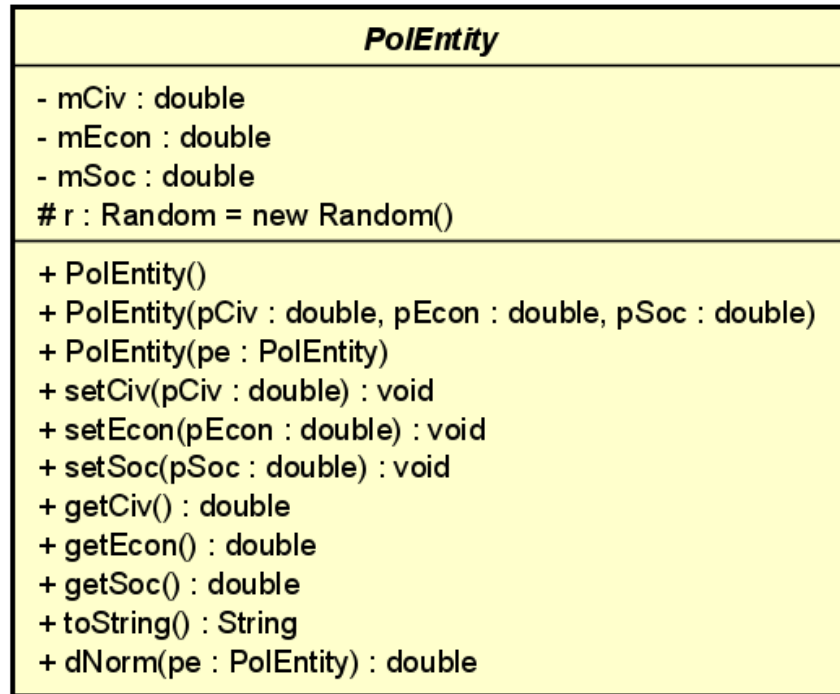 PolEntity
- mCiv : double
- mEcon : double
- mSoc : double
# r : Random = new Random()
+ PolEntity()
+ PolEntity(pCiv : double, pEcon : double, pSoc : double)
+ PolEntity(pe : PolEntity)
+ setCiv(pCiv : double) : void
+ setEcon(pEcon : double) : void
+ setSoc(pSoc : double) : void
+ getCiv() : double
+ getEcon() : double
+ getSoc() : double
+ toString() : String
+ dNorm(pe : PolEntity) : double